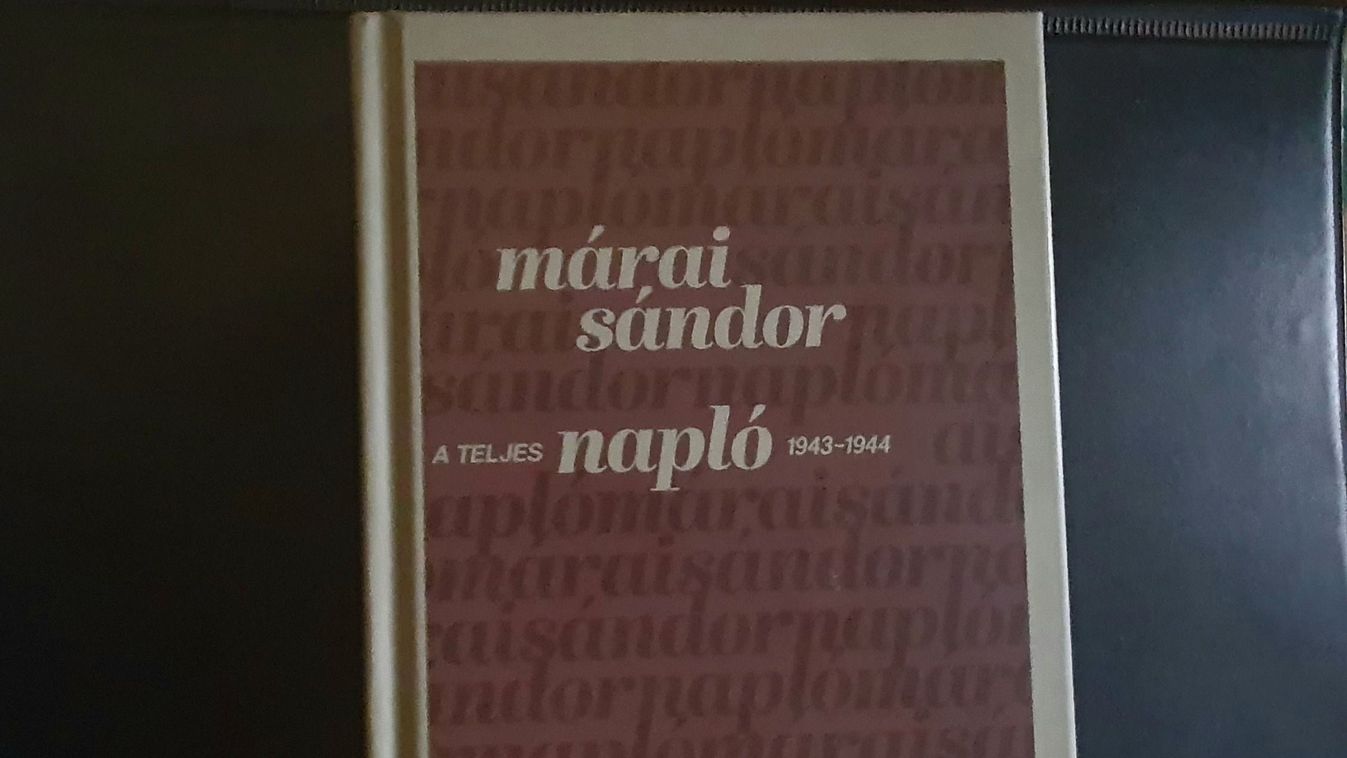 márai
sándor
A TELJES napló 1943-1944